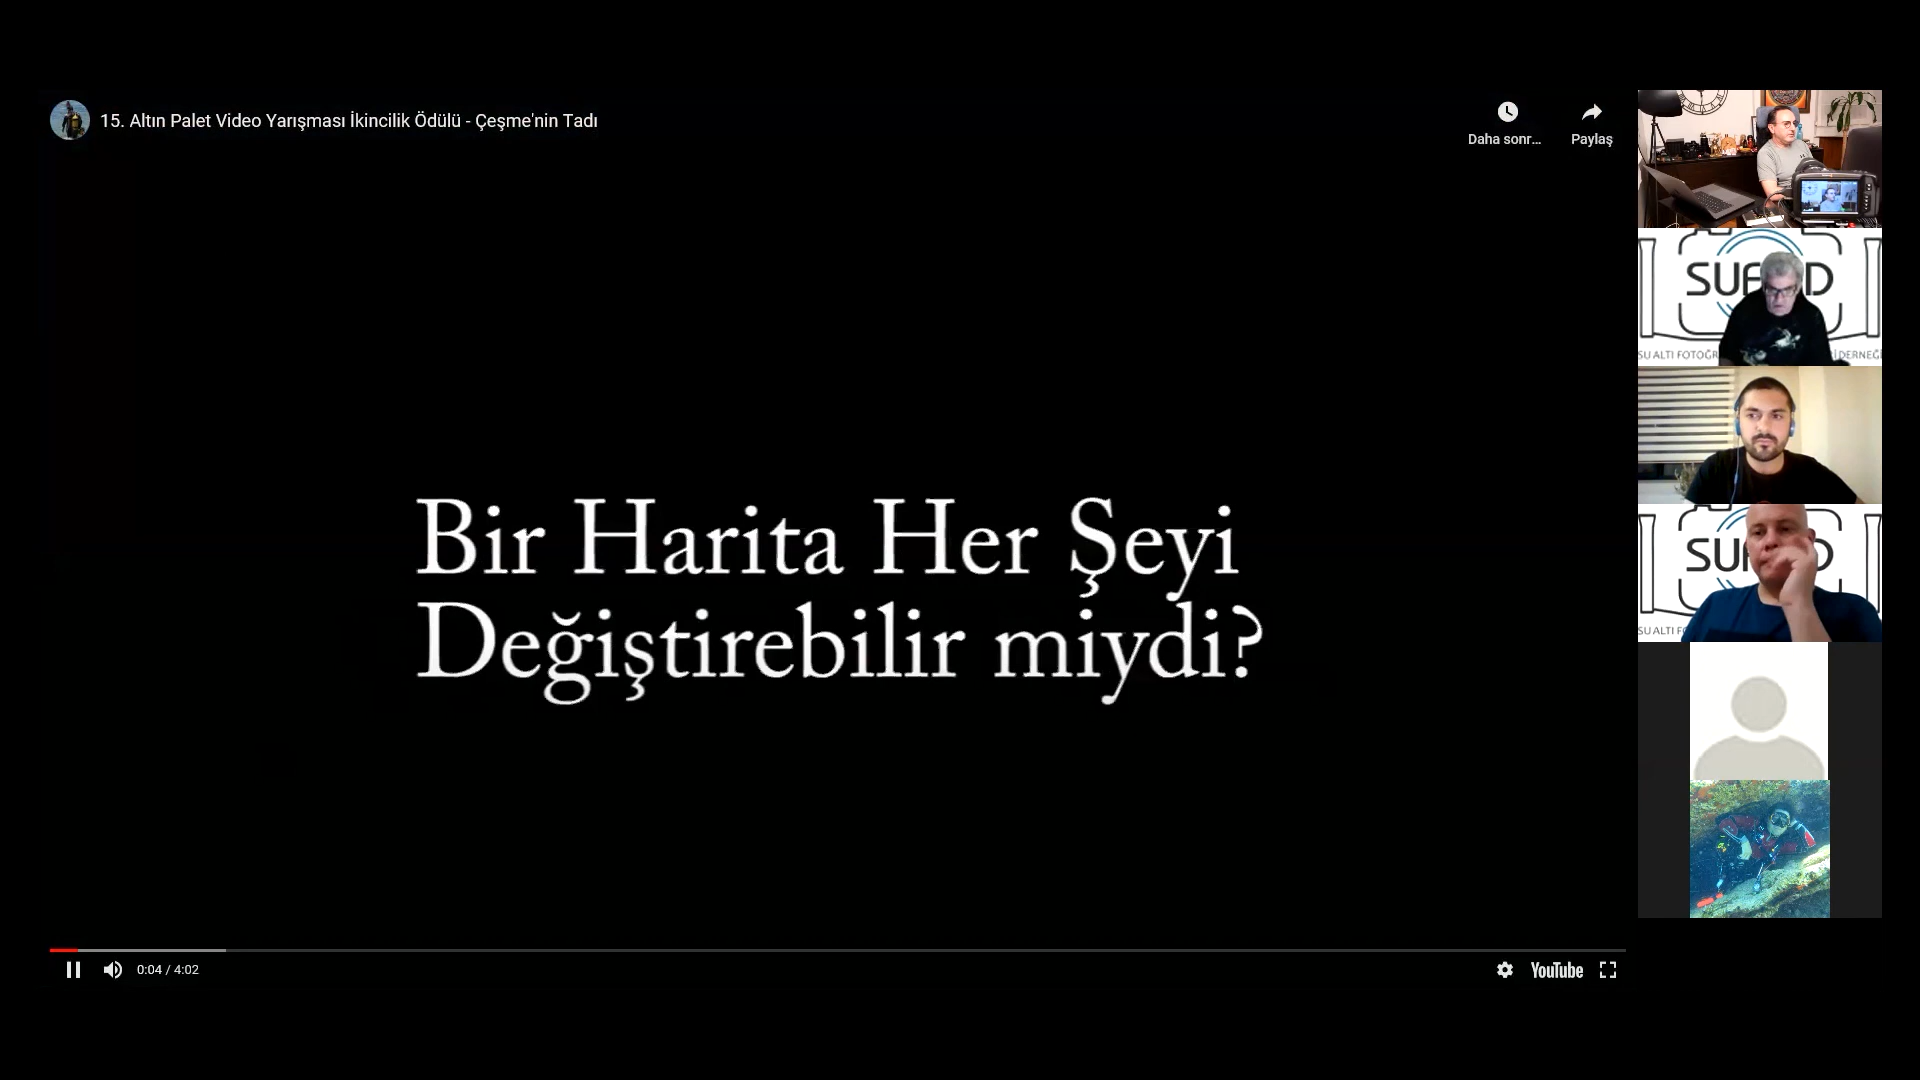 15. Altın Palet Video Yarışması İkincilik Ödülü - Çeşme'nin Tadı
Daha sonr...
Paylaş
Bir Harita Her Şeyi
Değiştirebilir miydi?
0:04 / 4:02
YouTube
SU ALTI FOTOĞR
İ DERNEĞİ
SU ALTI F